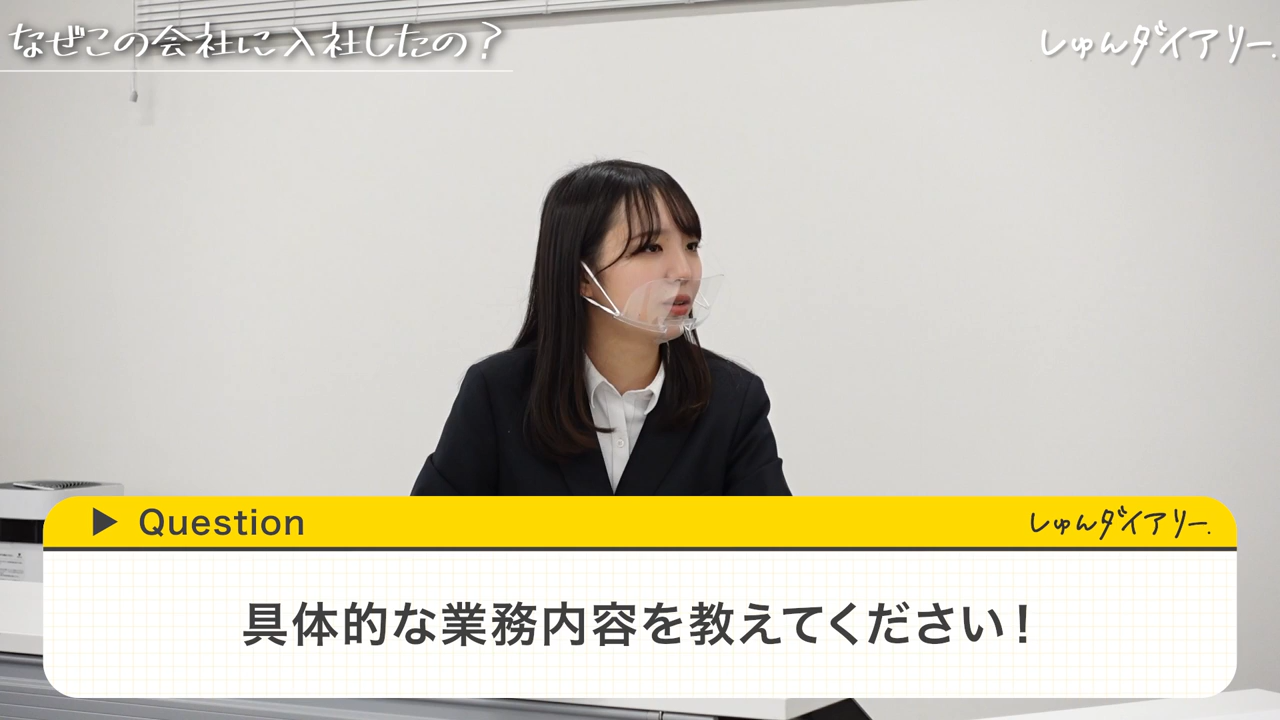 なぜこの会社に入社したの？
しゅんダイアリー.
▶ Question
しゅんダイアリー.
具体的な業務内容を教えてください！